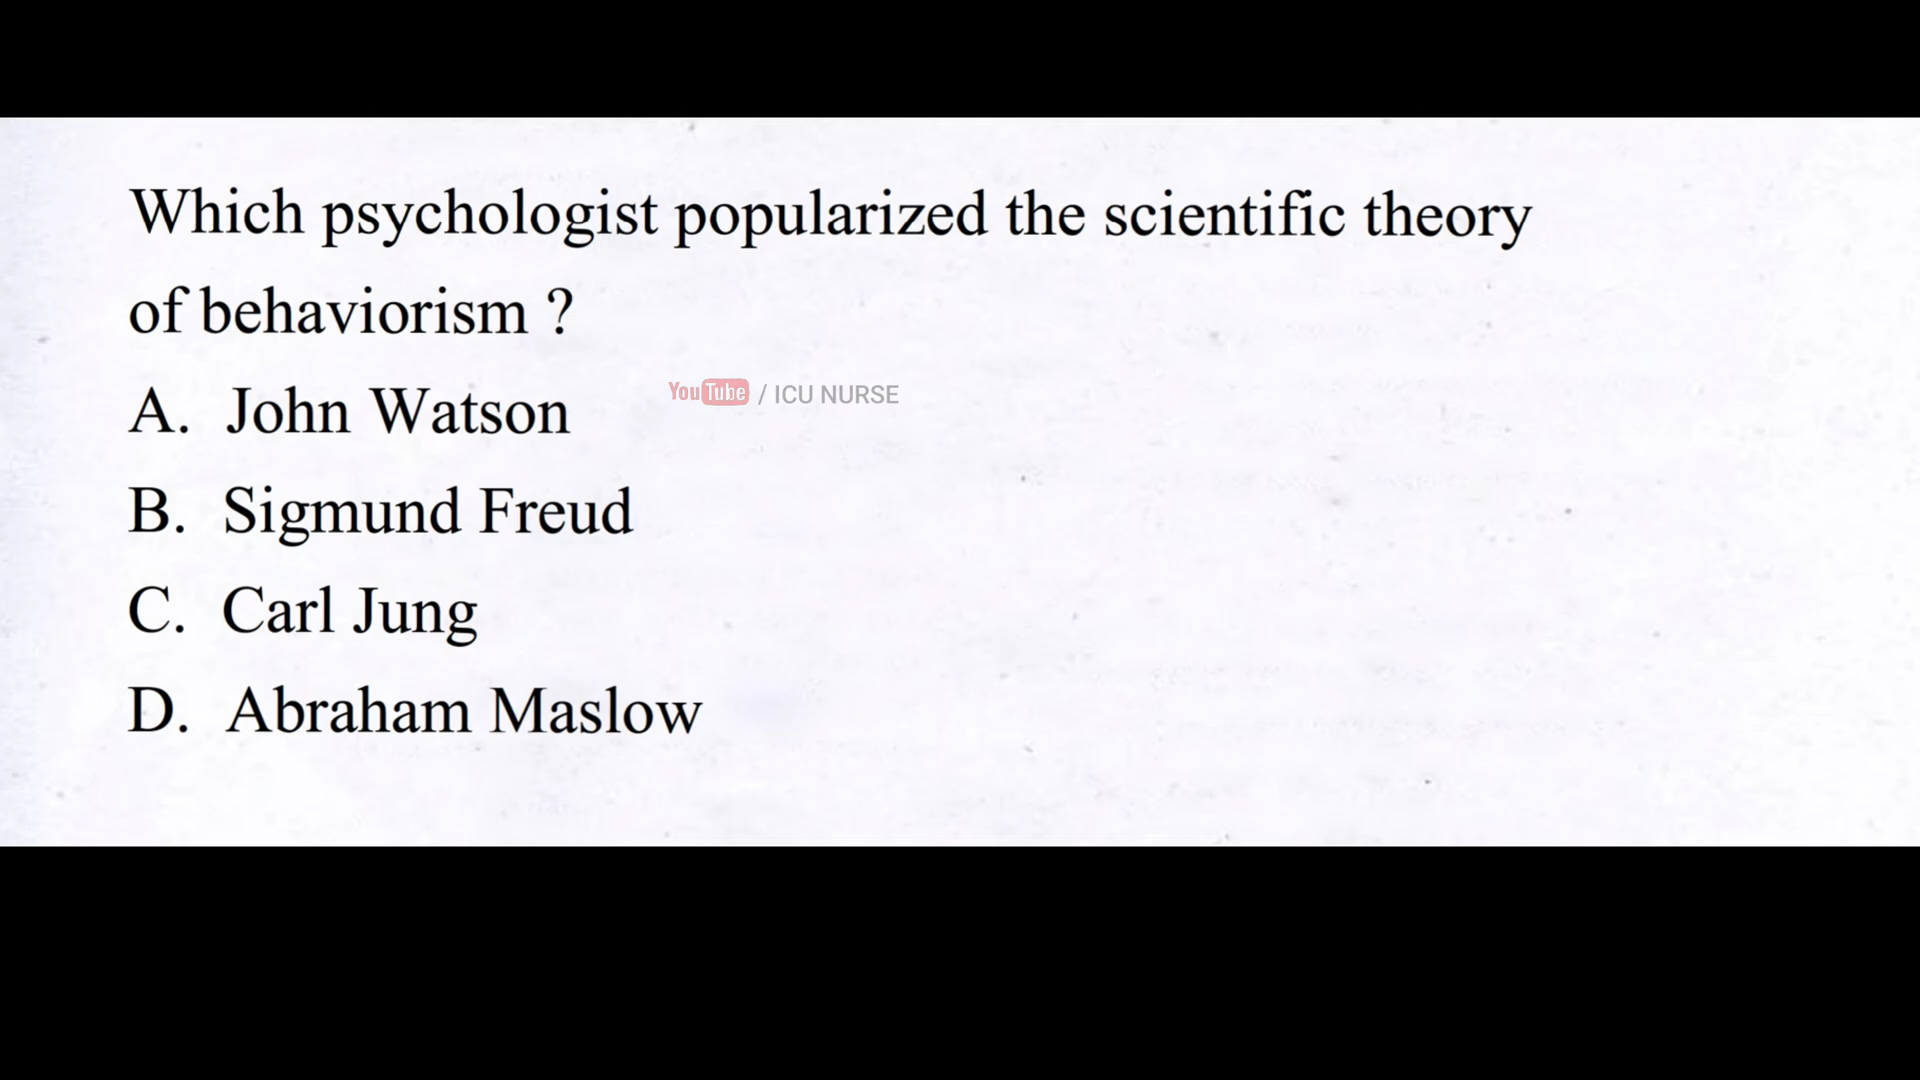 Which psychologist popularized the scientific theory
of behaviorism ?
A. John Watson
YouTube / ICU NURSE
B. Sigmund Freud
C. Carl Jung
D. Abraham Maslow